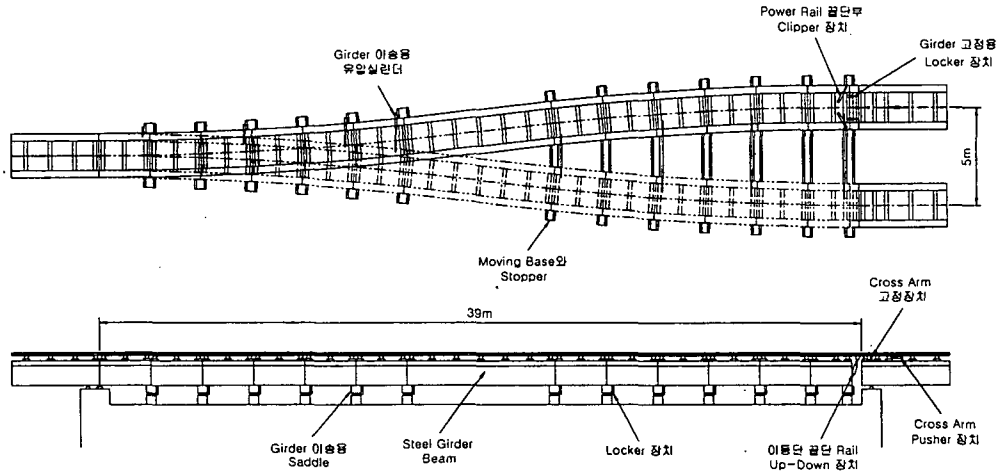 Power Rail 끝단부
Clipper 장치
Girder 고정용
Locker 장치
Girder 이송용
유압실린더
5m
Moving Base와
Stopper
Cross Arm
고정장치
39m
Girder 이송용
Saddle
Steel Girder
Beam
Locker 장치
이동단 끝단 Rail
Up-Down 장치
Cross Arm
Pusher 장치